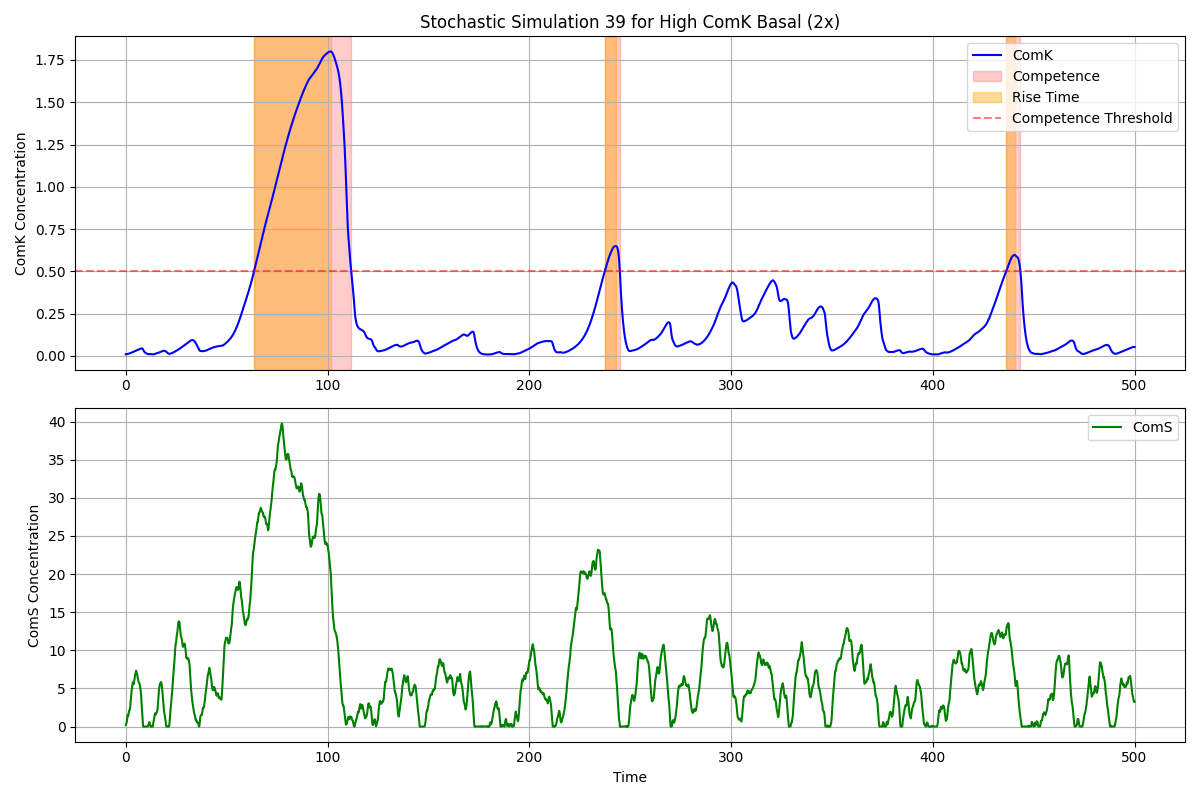 Stochastic Simulation 39 for High ComK Basal (2x)
ComK Concentration
1.75
1.50
1.25
1.00
0.75
0.50
0.25
0.00
ComK
Competence
Rise Time
Competence Threshold
0 100 200 300 400 500
ComS Concentration
40
35
30
25
20
15
10
5
0
ComS
0 100 200 300 400 500
Time